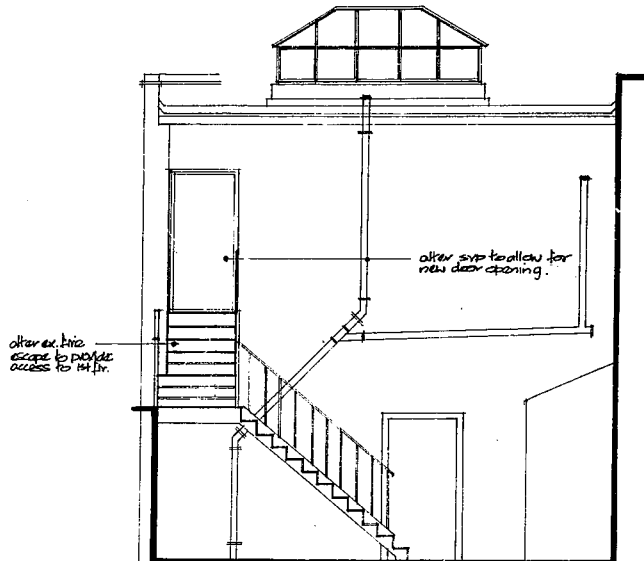 alter svp to allow for
new door opening.
alter ex. fire
escape to provide
access to 1st flr.